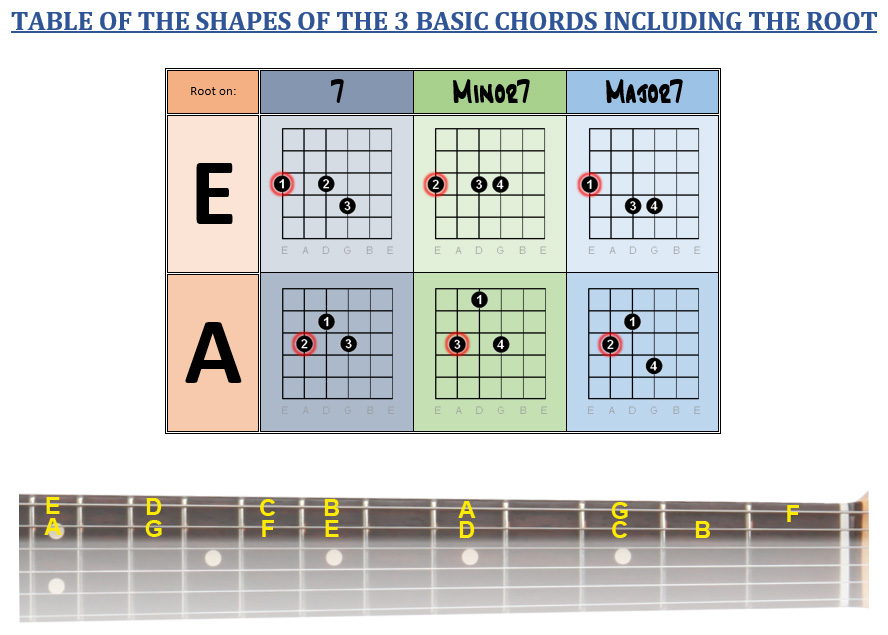 TABLE OF THE SHAPES OF THE 3 BASIC CHORDS INCLUDING THE ROOT
Root on: 7 Minor7 Major7
E
1 2 3
E A D G B E
2 3 4
E A D G B E
1 3 4
E A D G B E
A
1 2 3
E A D G B E
1 3 4
E A D G B E
1 2 4
E A D G B E
E D C B A G F
A G F E D C B